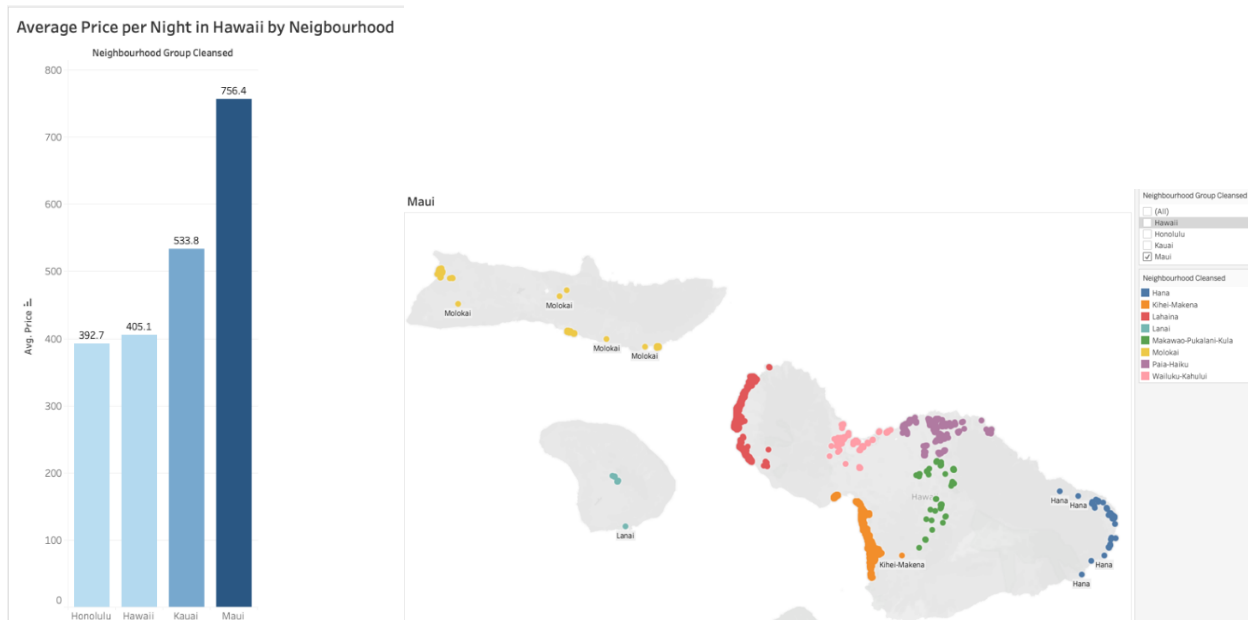 Average Price per Night in Hawaii by Neigbourhood
Neighbourhood Group Cleansed
800
700
600
500
400
300
200
100
0
Avg. Price
392.7
405.1
533.8
756.4
Honolulu
Hawaii
Kauai
Maui
Maui
Molokai
Molokai
Molokai
Molokai
Lanai
Kihei-Makena
Hana
Hana
Hana
Hana
Neighbourhood Group Cleansed
(All)
Hawaii
Honolulu
Kauai
Maui
Neighbourhood Cleansed
Hana
Kihei-Makena
Lahaina
Lanai
Makawao-Pukalani-Kula
Molokai
Paia-Haiku
Wailuku-Kahului